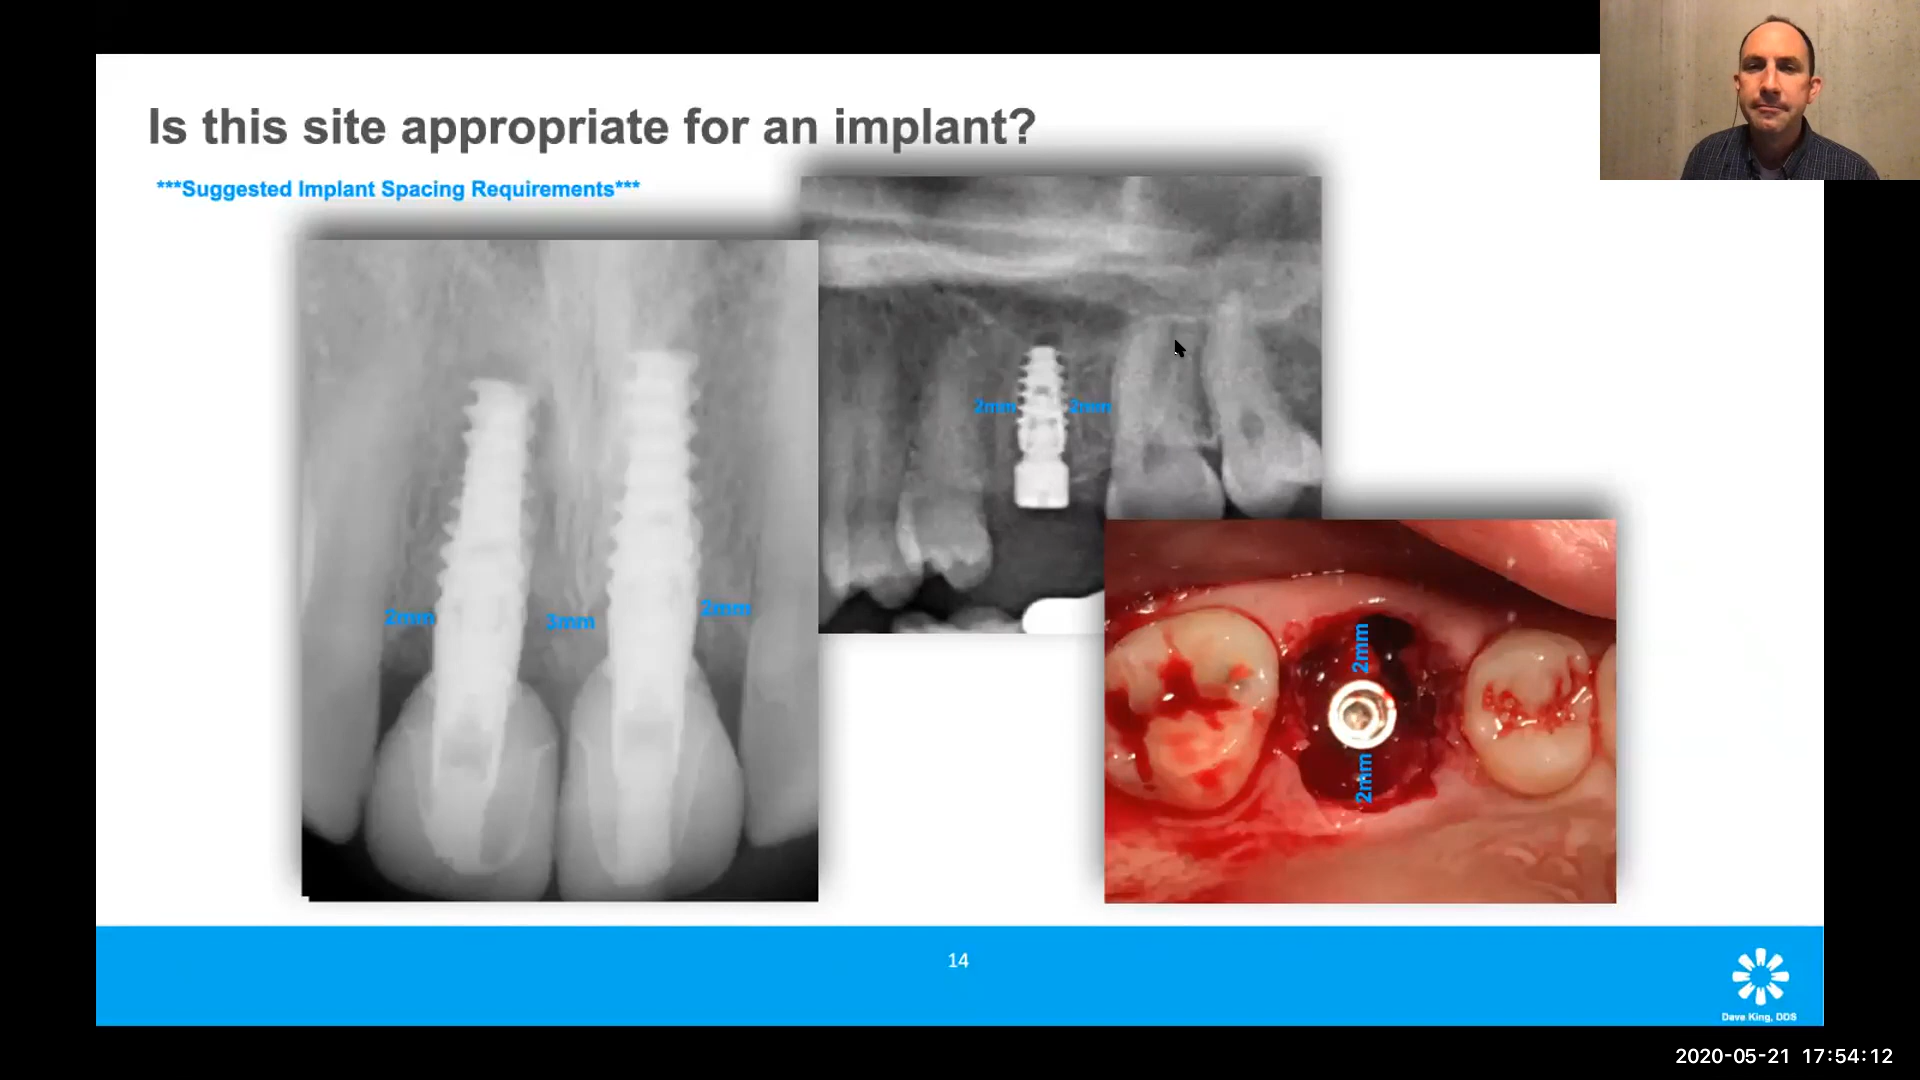 Is this site appropriate for an implant?
***Suggested Implant Spacing Requirements***
2mm
2mm
2mm
3mm
2mm
2mm
2mm
14
Dave King, DDS
2020-05-21 17:54:12